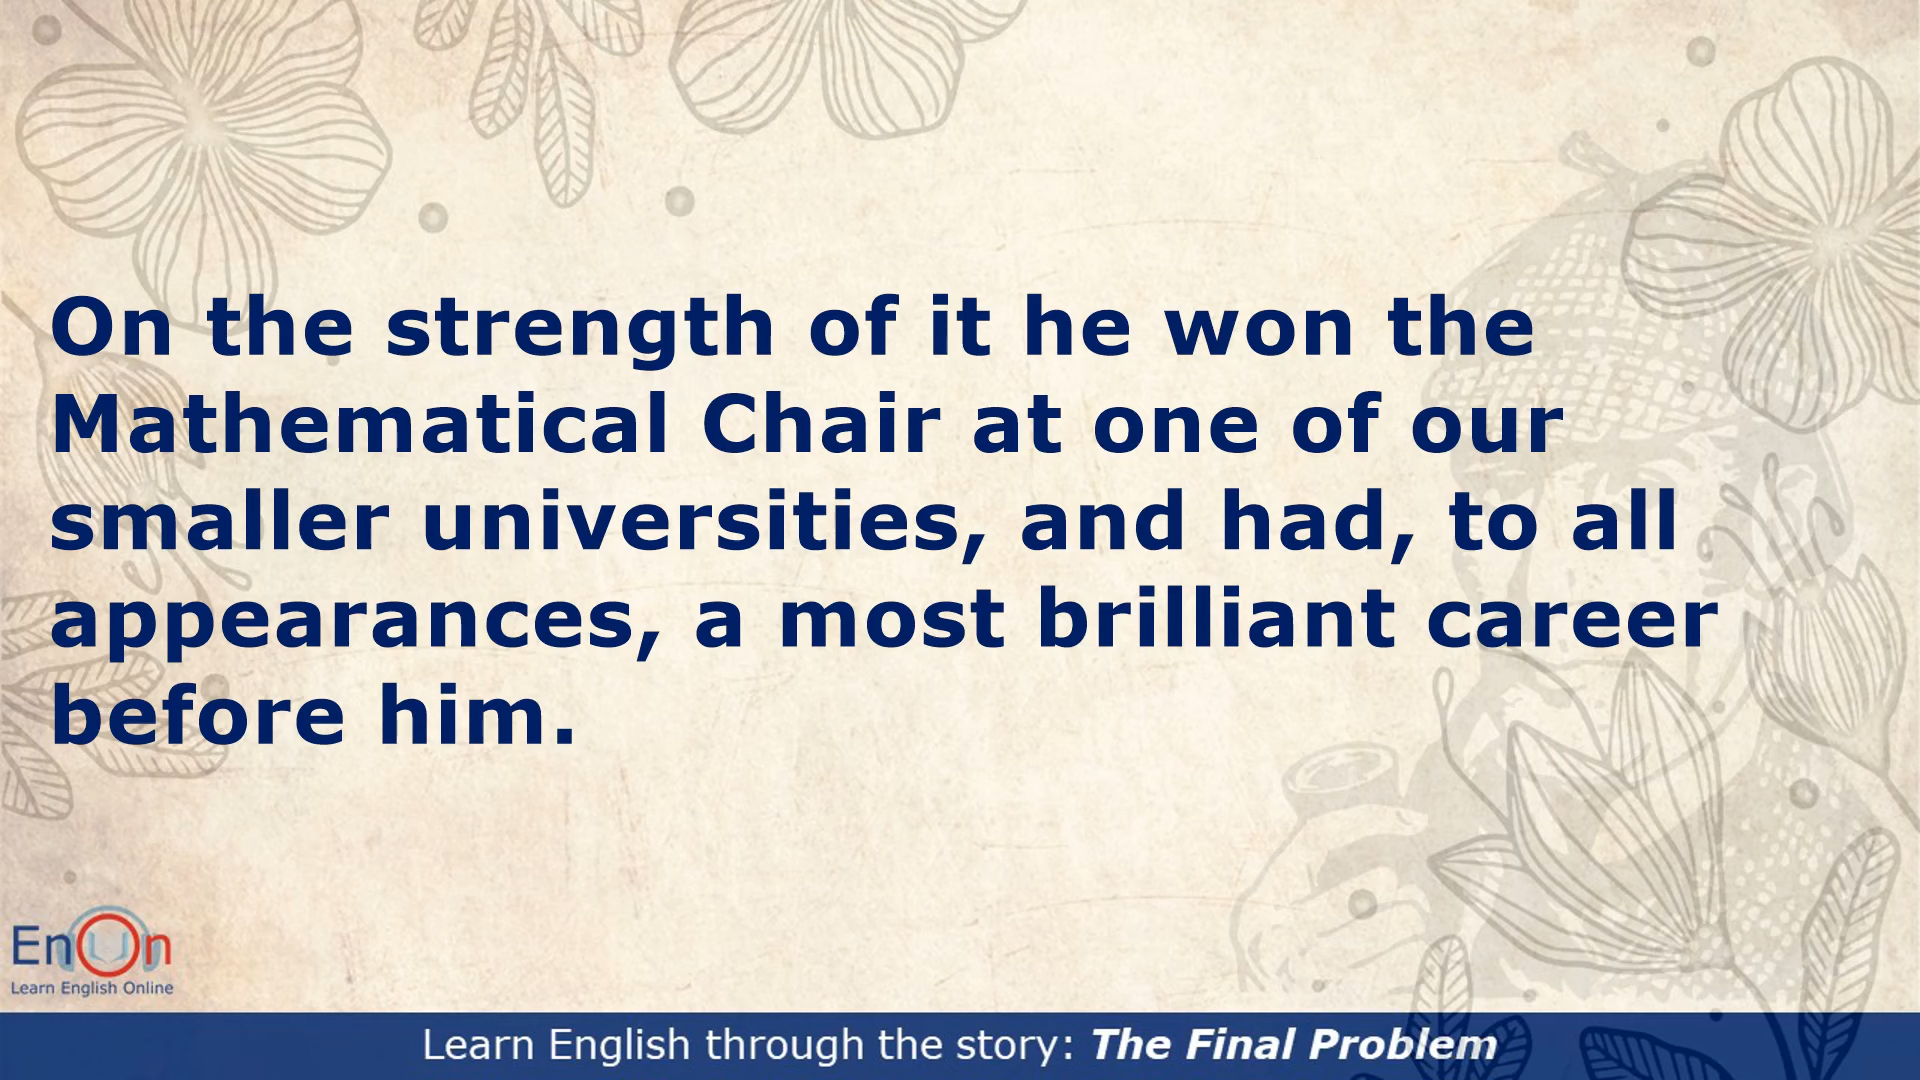 On the strength of it he won the
Mathematical Chair at one of our
smaller universities, and had, to all
appearances, a most brilliant career
before him.
EnOn
Learn English Online
Learn English through the story: The Final Problem